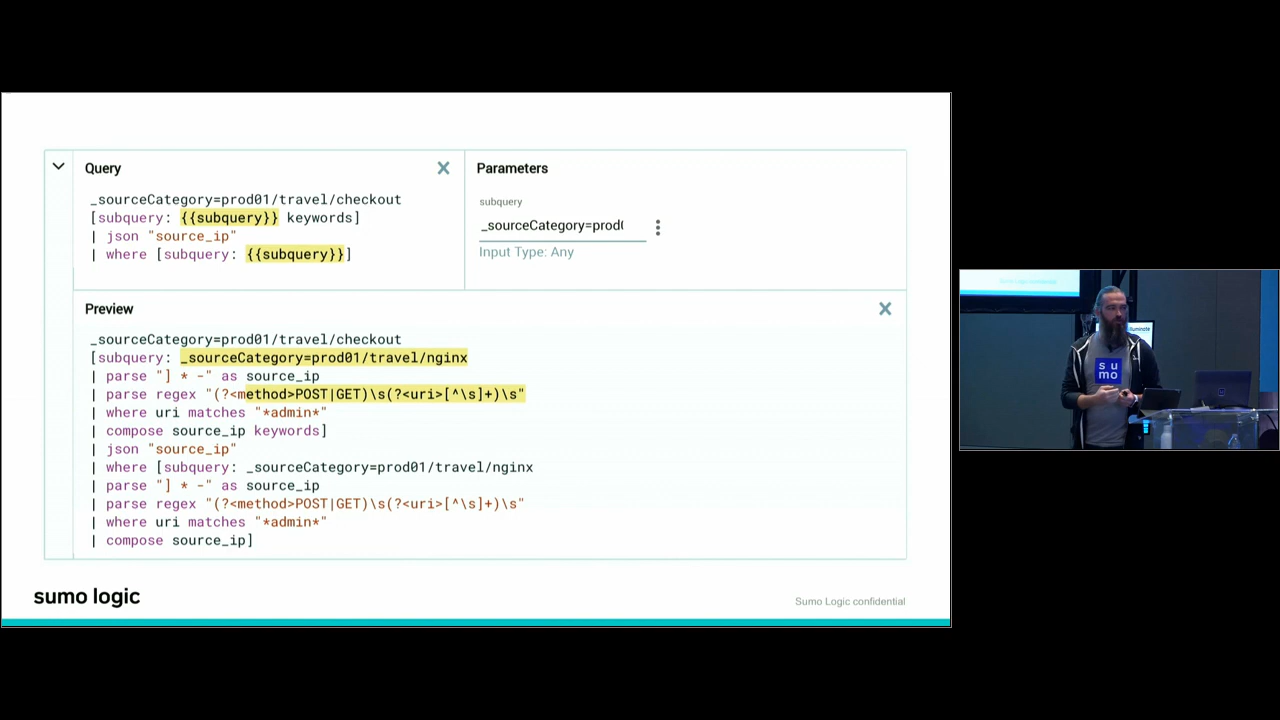 Query
_sourceCategory=prod01/travel/checkout
[subquery: {{subquery}} keywords]
| json "source_ip"
| where [subquery: {{subquery}}]
Parameters
subquery
_sourceCategory=prod
Input Type: Any
Preview
_sourceCategory=prod01/travel/checkout
[subquery: _sourceCategory=prod01/travel/nginx
| parse "] * -" as source_ip
| parse regex "(?<method>POST|GET)\s(?<uri>[^\s]+)\s"
| where uri matches "*admin*"
| compose source_ip keywords]
| json "source_ip"
| where [subquery: _sourceCategory=prod01/travel/nginx
| parse "] * -" as source_ip
| parse regex "(?<method>POST|GET)\s(?<uri>[^\s]+)\s"
| where uri matches "*admin*"
| compose source_ip]
sumo logic
Sumo Logic confidential
su
mo